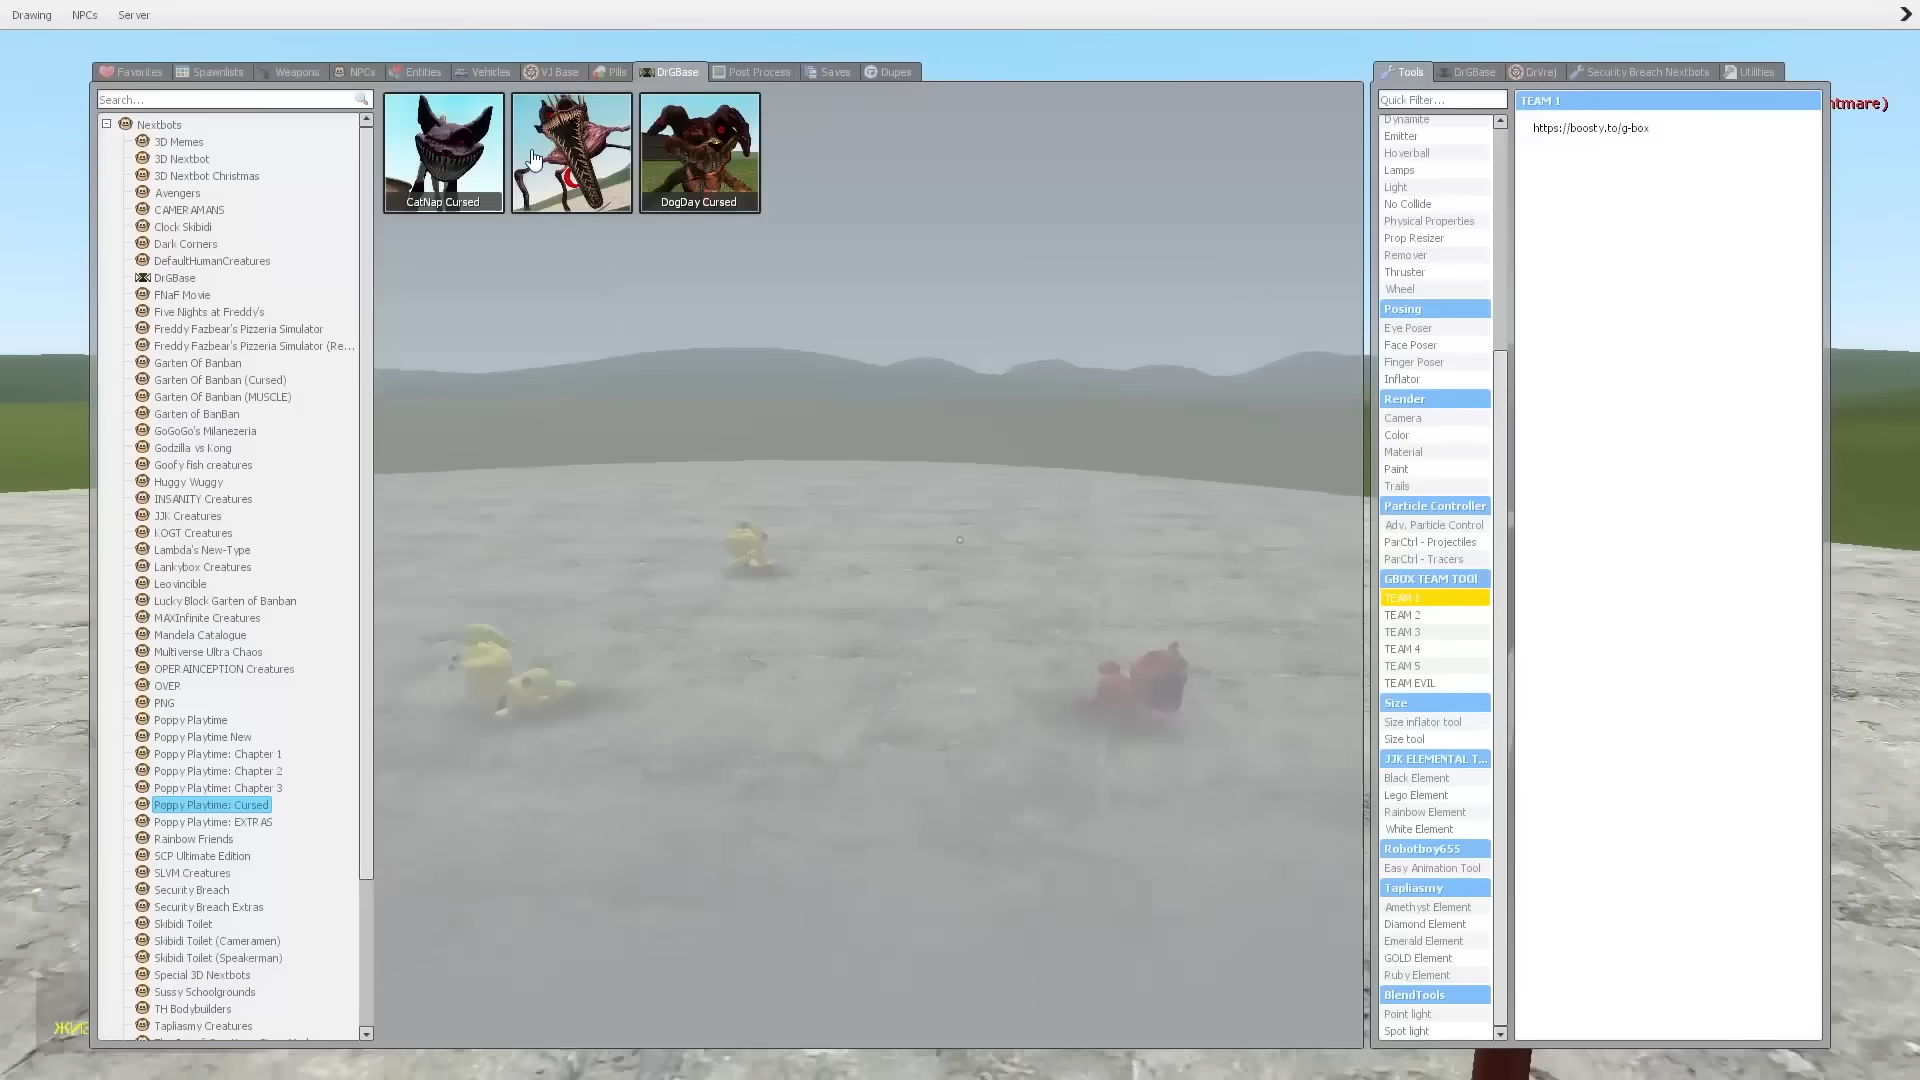 Drawing NPCs Server
Favorites Spawnlists Weapons NPCs Entities Vehicles VJ Base Pills DrGBase Post Process Saves Dupes
Search...
Nextbots
3D Memes
3D Nextbot
3D Nextbot Christmas
Avengers
CAMERAMANS
Clock Skibidi
Dark Corners
DefaultHumanCreatures
DrGBase
FNaF Movie
Five Nights at Freddy's
Freddy Fazbear's Pizzeria Simulator
Freddy Fazbear's Pizzeria Simulator (Re...
Garten Of Banban
Garten Of Banban (Cursed)
Garten Of Banban (MUSCLE)
Garten of BanBan
GoGoGo's Milanezeria
Godzilla vs Kong
Goofy fish creatures
Huggy Wuggy
INSANITY Creatures
JJK Creatures
KOGT Creatures
Lambda's New-Type
Lankybox Creatures
Leovincible
Lucky Block Garten of Banban
MAXInfinite Creatures
Mandela Catalogue
Multiverse Ultra Chaos
OPERAINCEPTION Creatures
OVER
PNG
Poppy Playtime
Poppy Playtime New
Poppy Playtime: Chapter 1
Poppy Playtime: Chapter 2
Poppy Playtime: Chapter 3
Poppy Playtime: Cursed
Poppy Playtime: EXTRAS
Rainbow Friends
SCP Ultimate Edition
SLVM Creatures
Security Breach
Security Breach Extras
Skibidi Toilet
Skibidi Toilet (Cameramen)
Skibidi Toilet (Speakerman)
Special 3D Nextbots
Sussy Schoolgrounds
TH Bodybuilders
Tapliasmy Creatures
CatNap Cursed
DogDay Cursed
Tools DrGBase DrVrej Security Breach Nextbots Utilities
Quick Filter...
Dynamite
Emitter
Hoverball
Lamps
Light
No Collide
Physical Properties
Prop Resizer
Remover
Thruster
Wheel
Posing
Eye Poser
Face Poser
Finger Poser
Inflator
Render
Camera
Color
Material
Paint
Trails
Particle Controller
Adv. Particle Control
ParCtrl - Projectiles
ParCtrl - Tracers
GBOX TEAM TOOl
TEAM 1
TEAM 2
TEAM 3
TEAM 4
TEAM 5
TEAM EVIL
Size
Size inflator tool
Size tool
JJK ELEMENTAL T...
Black Element
Lego Element
Rainbow Element
White Element
Robotboy655
Easy Animation Tool
Tapliasmy
Amethyst Element
Diamond Element
Emerald Element
GOLD Element
Ruby Element
BlendTools
Point light
Spot light
TEAM 1
https://boosty.to/g-box
ntmare)